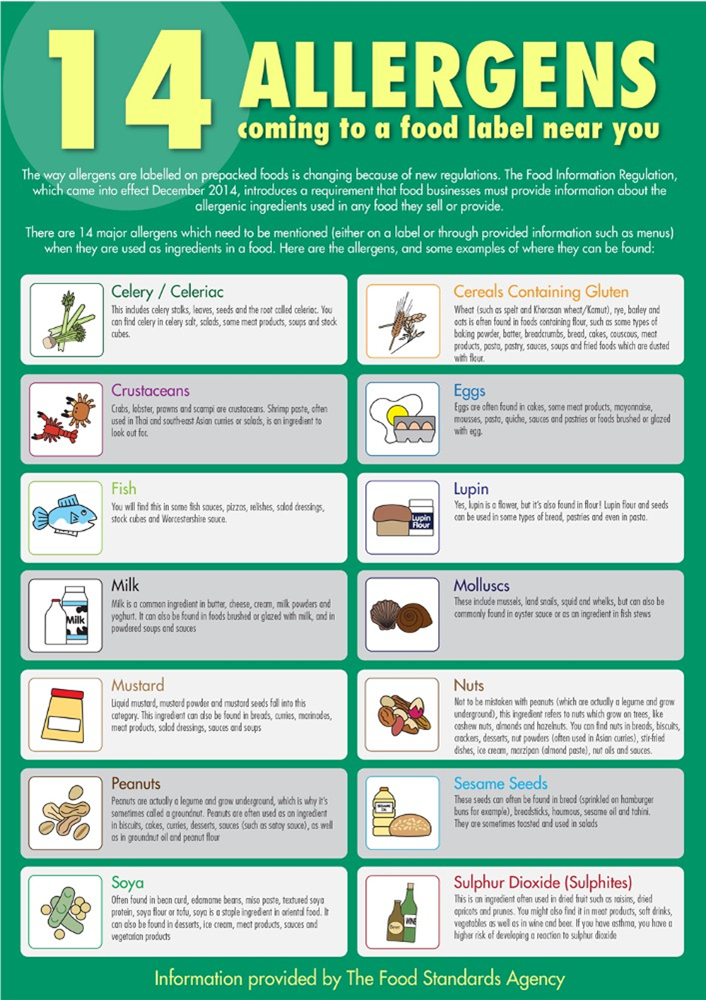 14 ALLERGENS
coming to a food label near you
The way allergens are labelled on prepacked foods is changing because of new regulations. The Food Information Regulation,
which came into effect December 2014, introduces a requirement that food businesses must provide information about the
allergenic ingredients used in any food they sell or provide.
There are 14 major allergens which need to be mentioned (either on a label or through provided information such as menus)
when they are used as ingredients in a food. Here are the allergens, and some examples of where they can be found:
Celery / Celeriac
This includes celery stalks, leaves, seeds and the root called celeriac. You
can find celery in celery salt, salads, some meat products, soups and stock
cubes.
Cereals Containing Gluten
Wheat (such as spelt and Khorasan wheat/Kamut), rye, barley and
oats is often found in foods containing flour, such as some types of
baking powder, batter, breadcrumbs, bread, cakes, couscous, meat
products, pasta, pastry, sauces, soups and fried foods which are dusted
with flour.
Crustaceans
Crabs, lobster, prawns and scampi are crustaceans. Shrimp paste, often
used in Thai and south-east Asian curries or salads, is an ingredient to
look out for.
Eggs
Eggs are often found in cakes, some meat products, mayonnaise,
mousses, pasta, quiche, sauces and pastries or foods brushed or glazed
with egg.
Fish
You will find this in some fish sauces, pizzas, relishes, salad dressings,
stock cubes and Worcestershire sauce.
Lupin
Yes, lupin is a flower, but it's also found in flour! Lupin flour and seeds
can be used in some types of bread, pastries and even in pasta.
Lupin
Flour
Milk
Milk is a common ingredient in butter, cheese, cream, milk powders and
yoghurt. It can also be found in foods brushed or glazed with milk, and in
powdered soups and sauces
Milk
Molluscs
These include mussels, land snails, squid and whelks, but can also be
commonly found in oyster sauce or as an ingredient in fish stews
Mustard
Liquid mustard, mustard powder and mustard seeds fall into this
category. This ingredient can also be found in breads, curries, marinades,
meat products, salad dressings, sauces and soups
Nuts
Not to be mistaken with peanuts (which are actually a legume and grow
underground), this ingredient refers to nuts which grow on trees, like
cashew nuts, almonds and hazelnuts. You can find nuts in breads, biscuits,
crackers, desserts, nut powders (often used in Asian curries), stir-fried
dishes, ice cream, marzipan (almond paste), nut oils and sauces.
Peanuts
Peanuts are actually a legume and grow underground, which is why it's
sometimes called a groundnut. Peanuts are often used as an ingredient
in biscuits, cakes, curries, desserts, sauces (such as satay sauce), as well
as in groundnut oil and peanut flour
Sesame Seeds
These seeds can often be found in bread (sprinkled on hamburger
buns for example), breadsticks, houmous, sesame oil and tahini.
They are sometimes toasted and used in salads
SESAME
OIL
Soya
Often found in bean curd, edamame beans, miso paste, textured soya
protein, soya flour or tofu, soya is a staple ingredient in oriental food. It
can also be found in desserts, ice cream, meat products, sauces and
vegetarian products
Sulphur Dioxide (Sulphites)
This is an ingredient often used in dried fruit such as raisins, dried
apricots and prunes. You might also find it in meat products, soft drinks,
vegetables as well as in wine and beer. If you have asthma, you have a
higher risk of developing a reaction to sulphur dioxide
Beer
WINE
Information provided by The Food Standards Agency